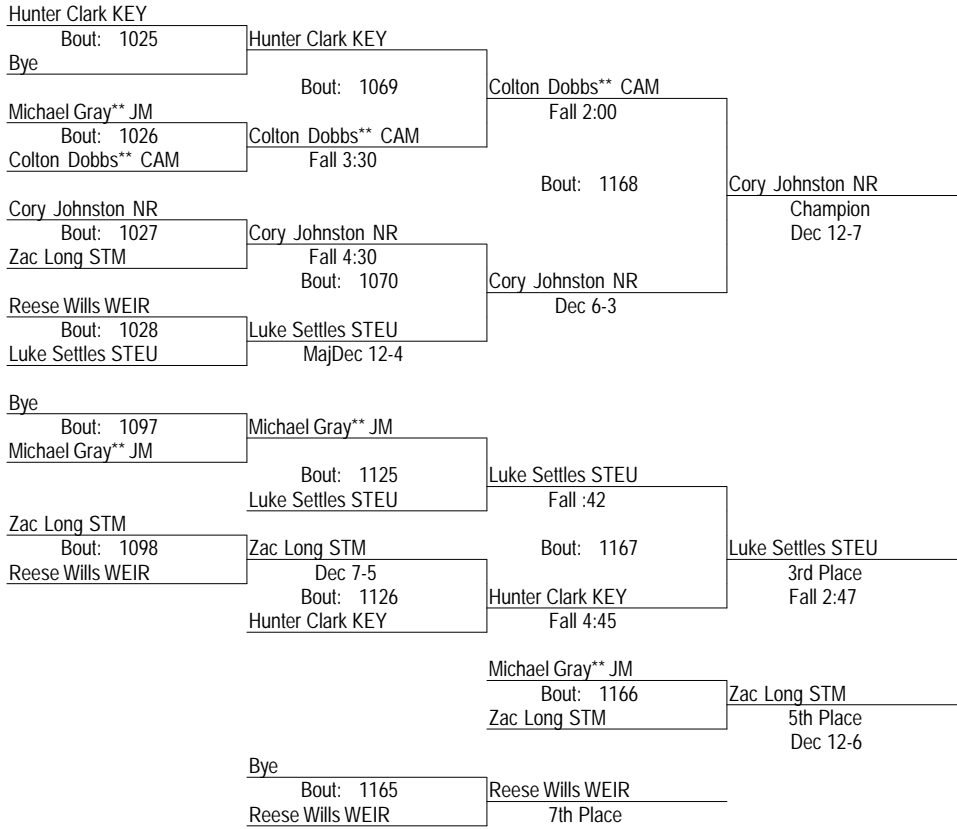 Hunter Clark KEY
Bout: 1025
Hunter Clark KEY
Bye
Bout: 1069
Colton Dobbs** CAM
Michael Gray** JM
Fall 2:00
Bout: 1026
Colton Dobbs** CAM
Colton Dobbs** CAM
Fall 3:30
Bout: 1168
Cory Johnston NR
Cory Johnston NR
Champion
Bout: 1027
Cory Johnston NR
Dec 12-7
Zac Long STM
Fall 4:30
Bout: 1070
Cory Johnston NR
Reese Wills WEIR
Dec 6-3
Bout: 1028
Luke Settles STEU
Luke Settles STEU
MajDec 12-4
Bye
Bout: 1097
Michael Gray** JM
Michael Gray** JM
Bout: 1125
Luke Settles STEU
Luke Settles STEU
Fall :42
Zac Long STM
Bout: 1098
Zac Long STM
Bout: 1167
Luke Settles STEU
Reese Wills WEIR
Dec 7-5
3rd Place
Bout: 1126
Hunter Clark KEY
Fall 2:47
Hunter Clark KEY
Fall 4:45
Michael Gray** JM
Bout: 1166
Zac Long STM
Zac Long STM
5th Place
Dec 12-6
Bye
Bout: 1165
Reese Wills WEIR
Reese Wills WEIR
7th Place